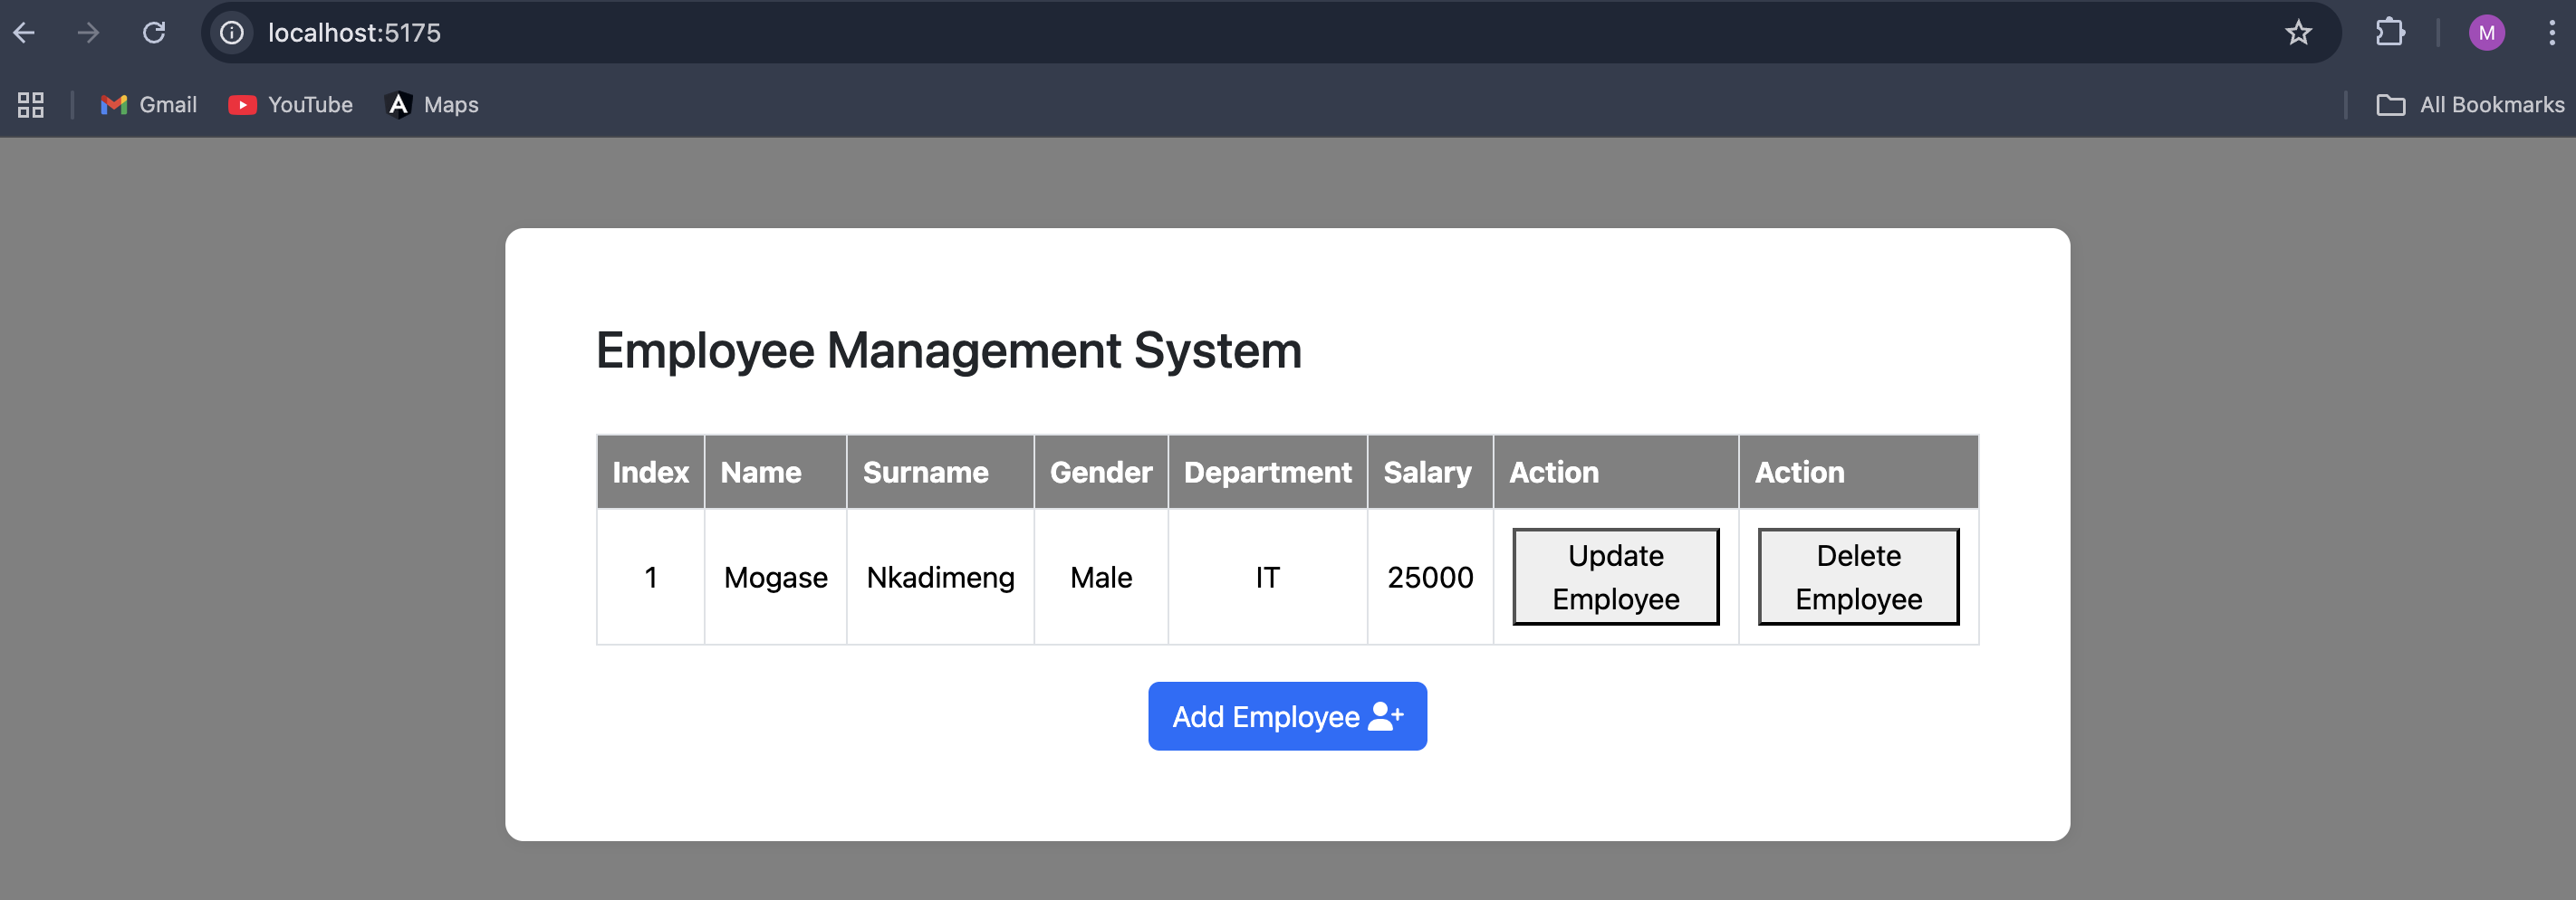 localhost:5175
M
Gmail YouTube Maps All Bookmarks
Employee Management System
Index Name Surname Gender Department Salary Action Action
1 Mogase Nkadimeng Male IT 25000 Update Employee Delete Employee
Add Employee